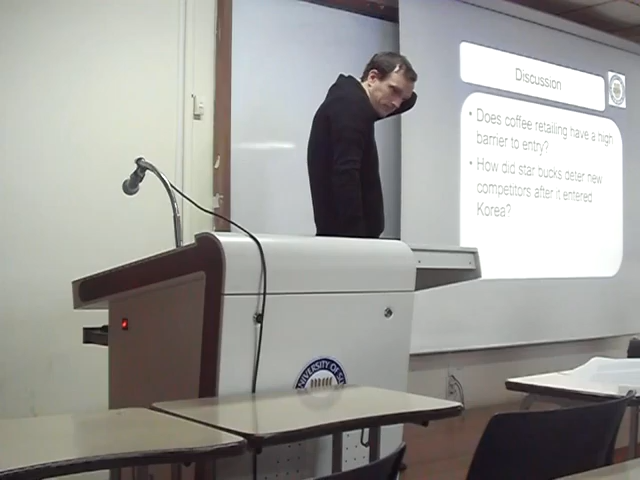 Discussion
• Does coffee retailing have a high
barrier to entry?
• How did star bucks deter new
competitors after it entered
Korea?
UNIVERSITY OF